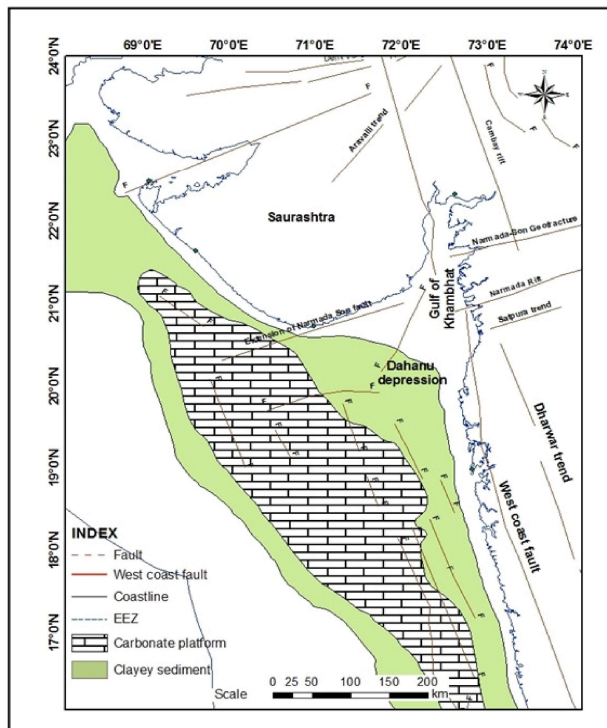 69°0'E 70°0'E 71°0'E 72°0'E 73°0'E 74°0'E
24°0'N
23°0'N
22°0'N
21°0'N
20°0'N
19°0'N
18°0'N
17°0'N
F
Aravalli trend
Cambay rift
Saurashtra
Narmada-Son Geofracture
Gulf of
Khambhat
Narmada Rift
Satpura trend
Extension of Narmada Son fault
Dahanu
depression
Dharwar trend
West coast fault
INDEX
Fault
West coast fault
Coastline
EEZ
Carbonate platform
Clayey sediment
Scale
0 25 50 100 150 200
km